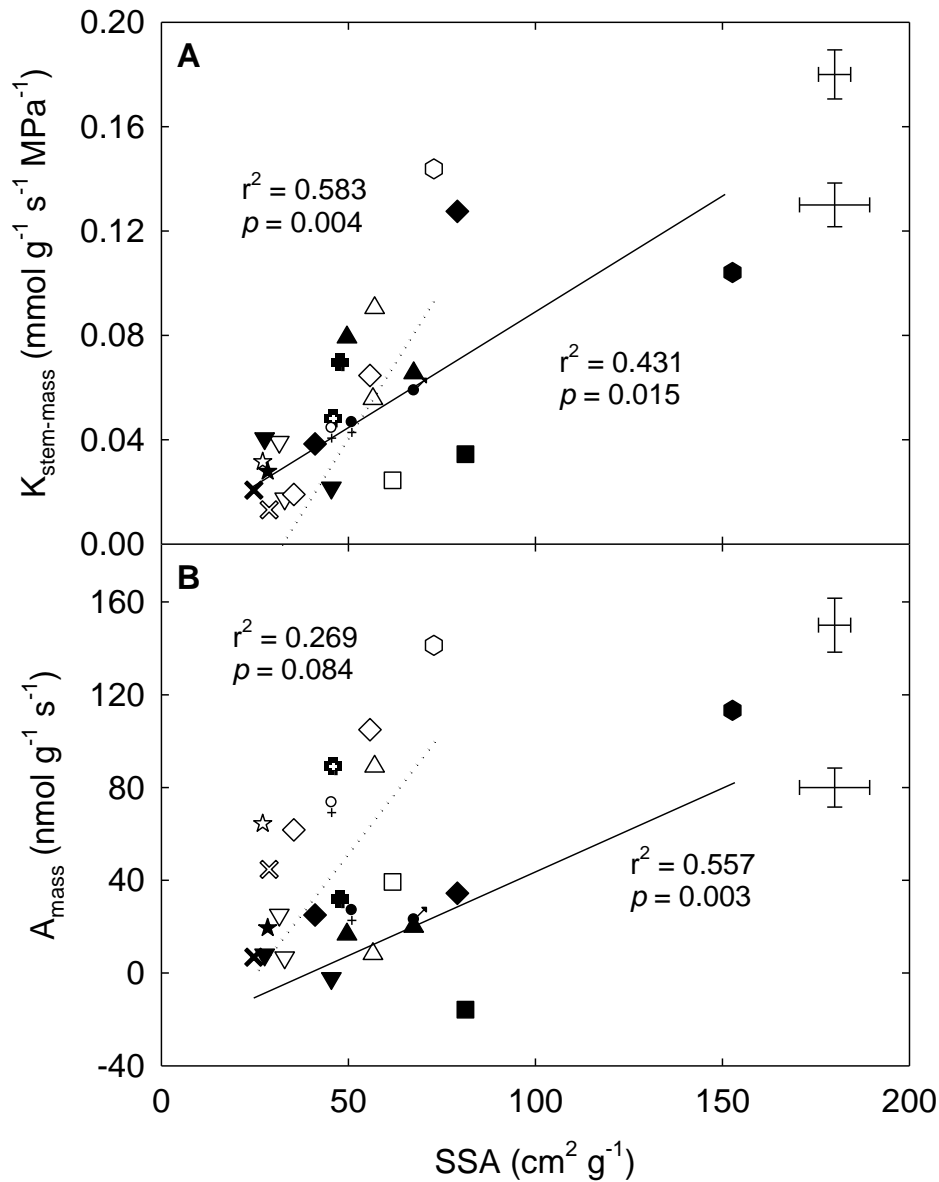 0.20
A
0.16
r² = 0.583
p = 0.004
0.12
r² = 0.431
p = 0.015
0.08
0.04
0.00
K stem-mass (mmol g⁻¹ s⁻¹ MPa⁻¹)
B
160
r² = 0.269
p = 0.084
120
80
r² = 0.557
p = 0.003
40
0
-40
A mass (nmol g⁻¹ s⁻¹)
0 50 100 150 200
SSA (cm² g⁻¹)